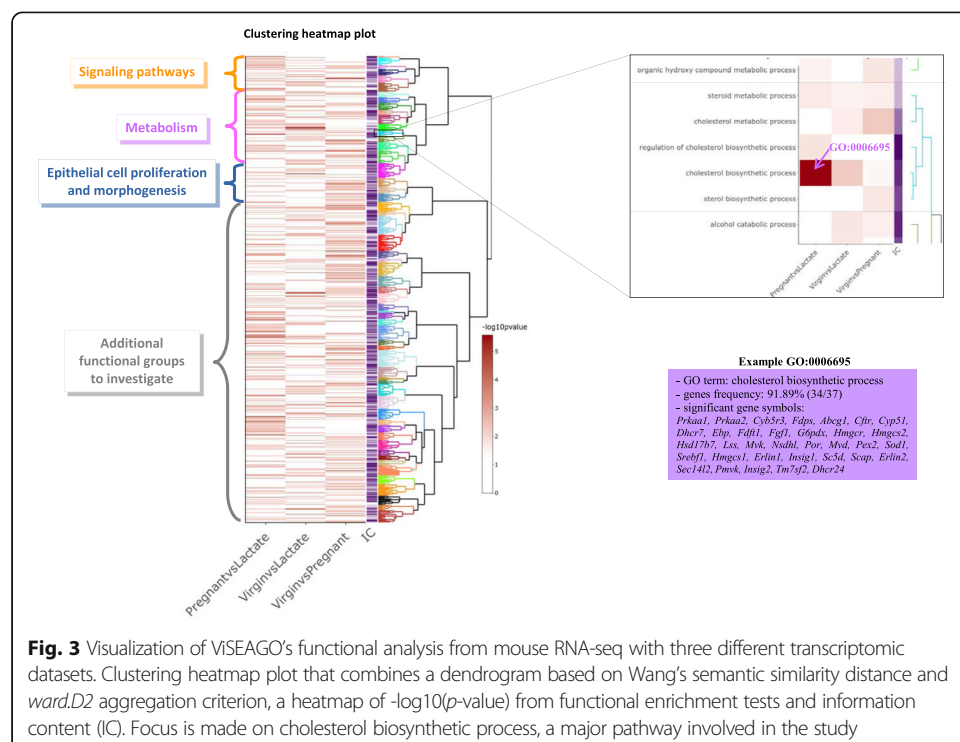 Clustering heatmap plot
Signaling pathways
Metabolism
Epithelial cell proliferation
and morphogenesis
Additional
functional groups
to investigate
-log10pvalue
5
4
3
2
1
0
PregnantvsLactate
VirginvsLactate
VirginvsPregnant
IC
organic hydroxy compound metabolic process
steroid metabolic process
cholesterol metabolic process
regulation of cholesterol biosynthetic process
GO:0006695
cholesterol biosynthetic process
sterol biosynthetic process
alcohol catabolic process
PregnantvsLactate
VirginvsLactate
VirginvsPregnant
IC
Example GO:0006695
- GO term: cholesterol biosynthetic process
- genes frequency: 91.89% (34/37)
- significant gene symbols:
Prkaa1, Prkaa2, Cyb5r3, Fdps, Abcg1, Cftr, Cyp51,
Dhcr7, Ebp, Fdft1, Fgf1, G6pdx, Hmgcr, Hmgcs2,
Hsd17b7, Lss, Mvk, Nsdhl, Por, Mvd, Pex2, Sod1,
Srebf1, Hmgcs1, Erlin1, Insig1, Sc5d, Scap, Erlin2,
Sec14l2, Pmvk, Insig2, Tm7sf2, Dhcr24
Fig. 3 Visualization of ViSEAGO's functional analysis from mouse RNA-seq with three different transcriptomic
datasets. Clustering heatmap plot that combines a dendrogram based on Wang's semantic similarity distance and
ward.D2 aggregation criterion, a heatmap of -log10(p-value) from functional enrichment tests and information
content (IC). Focus is made on cholesterol biosynthetic process, a major pathway involved in the study